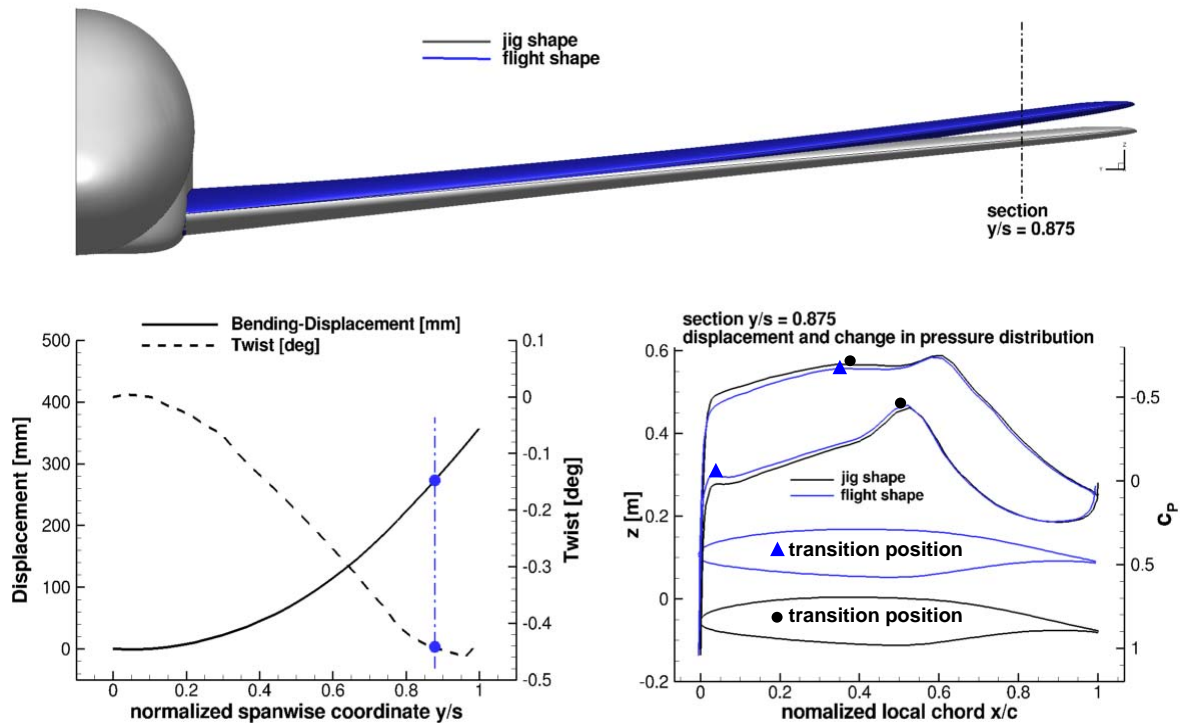 jig shape
flight shape
z
Y
section
y/s = 0.875
Bending-Displacement [mm]
Twist [deg]
500
400
300
200
100
0
Displacement [mm]
0.1
0
-0.1
-0.2
-0.3
-0.4
-0.5
Twist [deg]
0 0.2 0.4 0.6 0.8 1
normalized spanwise coordinate y/s
section y/s = 0.875
displacement and change in pressure distribution
0.6
0.4
0.2
0
-0.2
z [m]
-0.5
0
0.5
1
cP
jig shape
flight shape
transition position
transition position
0 0.2 0.4 0.6 0.8 1
nomalized local chord x/c